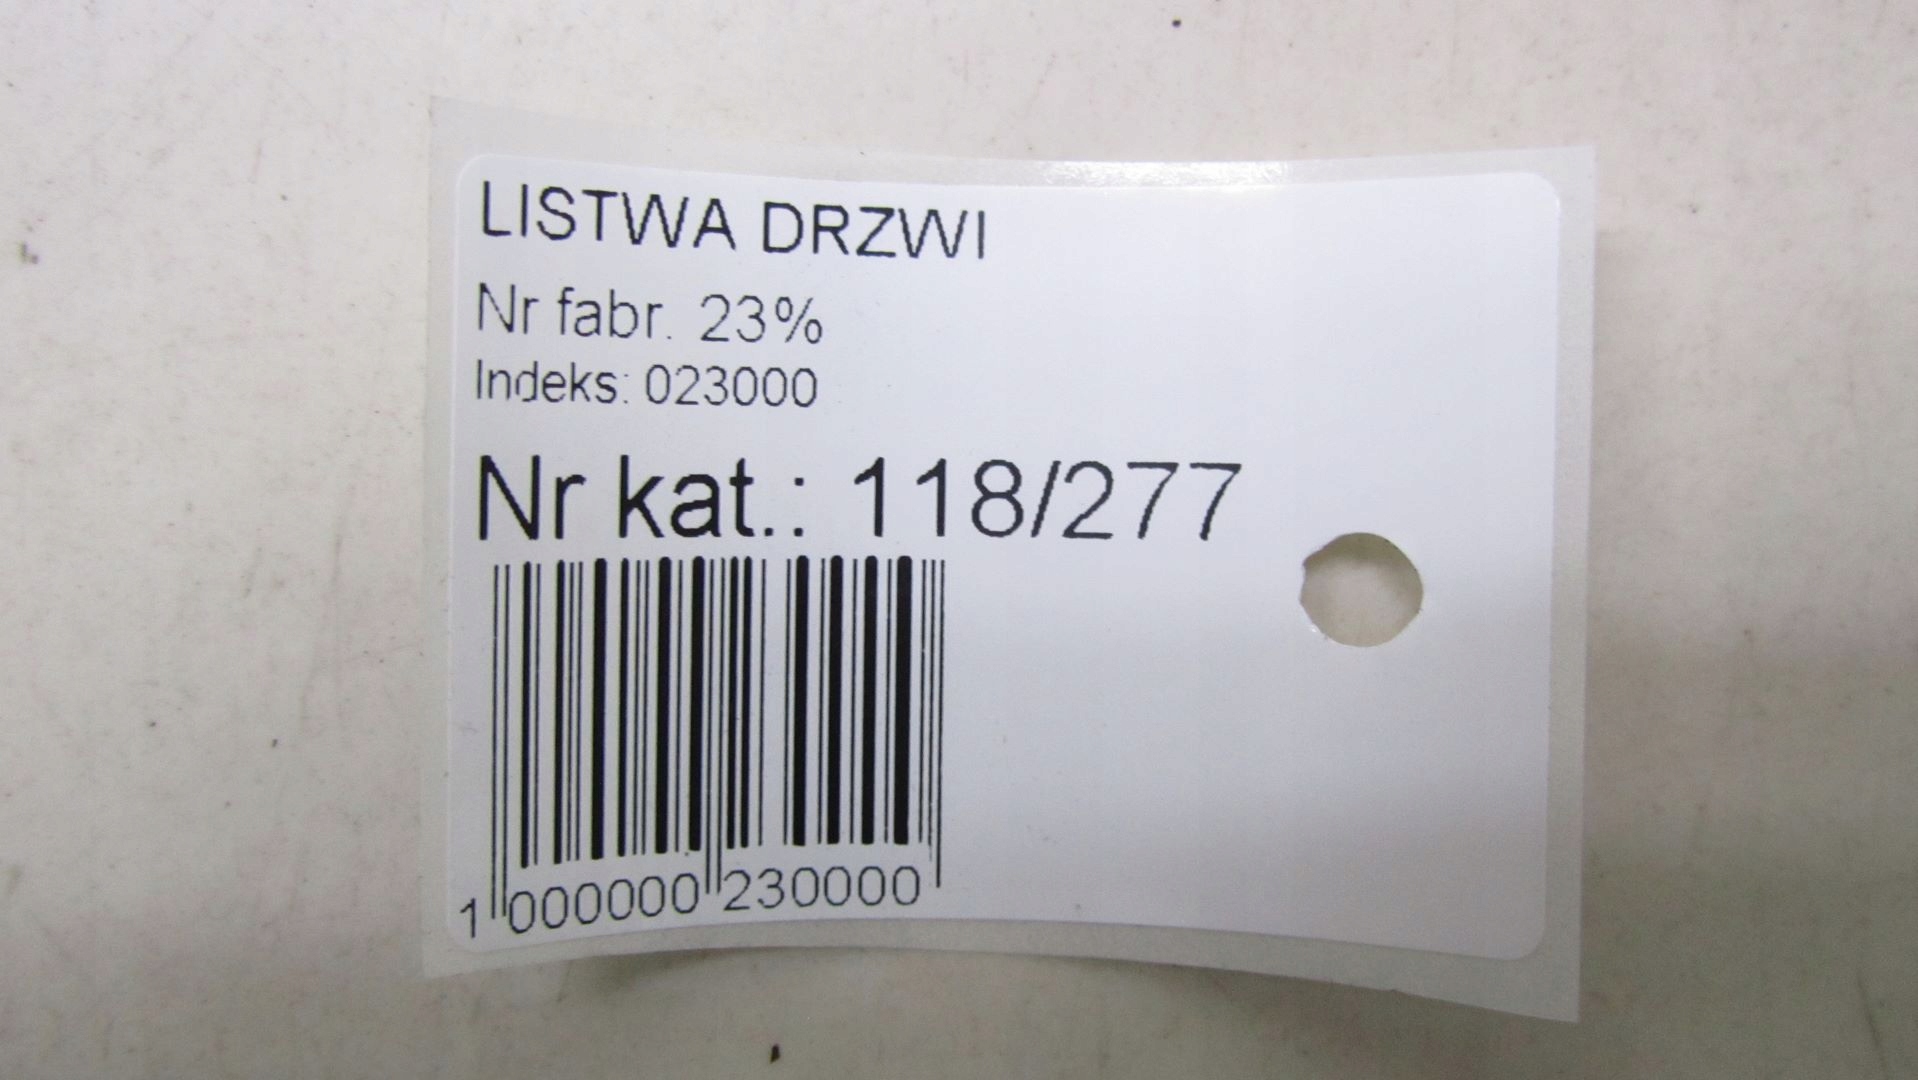 LISTWA DRZWI
Nr fabr. 23%
Indeks: 023000
Nr kat.: 118/277
1 000000 230000